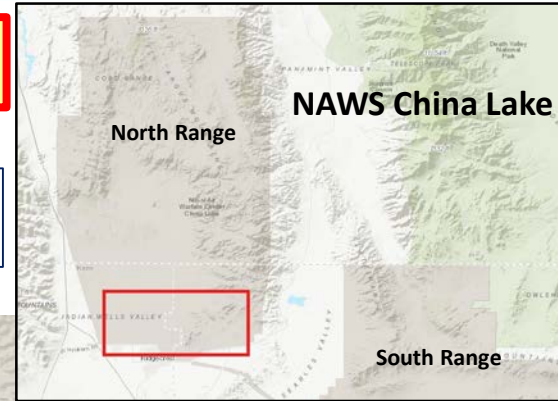 NAWS China Lake
North Range
South Range
COSO RANGE
PANAMINT VALLEY
Death Valley
National
Park
Naval Air
Warfare Center
China Lake
Kern
INDIAN WELLS VALLEY
Ridgecrest
SEARLES VALLEY